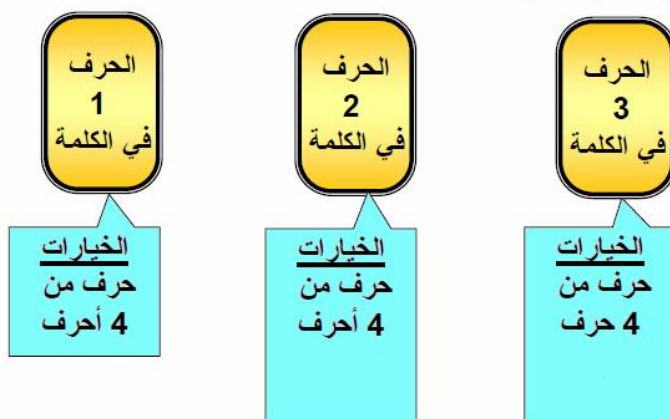 الحرف
1
في الكلمة
الخيارات
حرف من
4 أحرف
الحرف
2
في الكلمة
الخيارات
حرف من
4 أحرف
الحرف
3
في الكلمة
الخيارات
حرف من
4 حرف